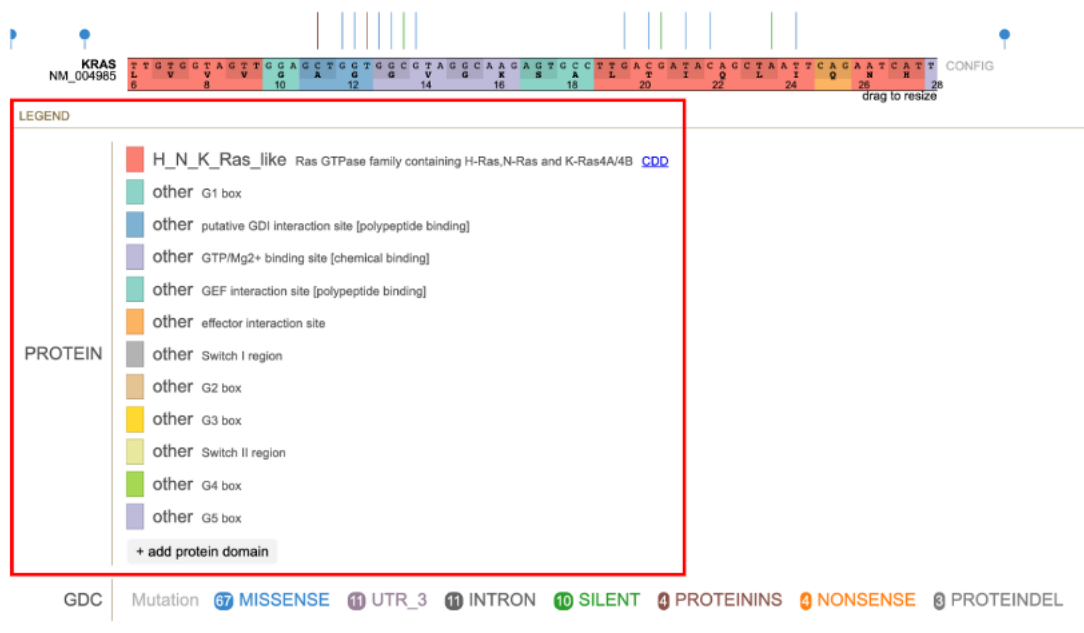 KRAS
NM_004985
T T G T G G T A G T T G G A G C T G G T G G C G T A G G C A A G A G T G C C T T G A C G A T A C A G C T A A T T C A G A A T C A T T
L V V V G A G G V G K S A L T I Q L I Q N H
6 8 10 12 14 16 18 20 22 24 26 28
CONFIG
drag to resize
LEGEND
PROTEIN
H_N_K_Ras_like Ras GTPase family containing H-Ras,N-Ras and K-Ras4A/4B CDD
other G1 box
other putative GDI interaction site [polypeptide binding]
other GTP/Mg2+ binding site [chemical binding]
other GEF interaction site [polypeptide binding]
other effector interaction site
other Switch I region
other G2 box
other G3 box
other Switch II region
other G4 box
other G5 box
+ add protein domain
GDC Mutation 67 MISSENSE 11 UTR_3 11 INTRON 10 SILENT 4 PROTEININS 4 NONSENSE 3 PROTEINDEL